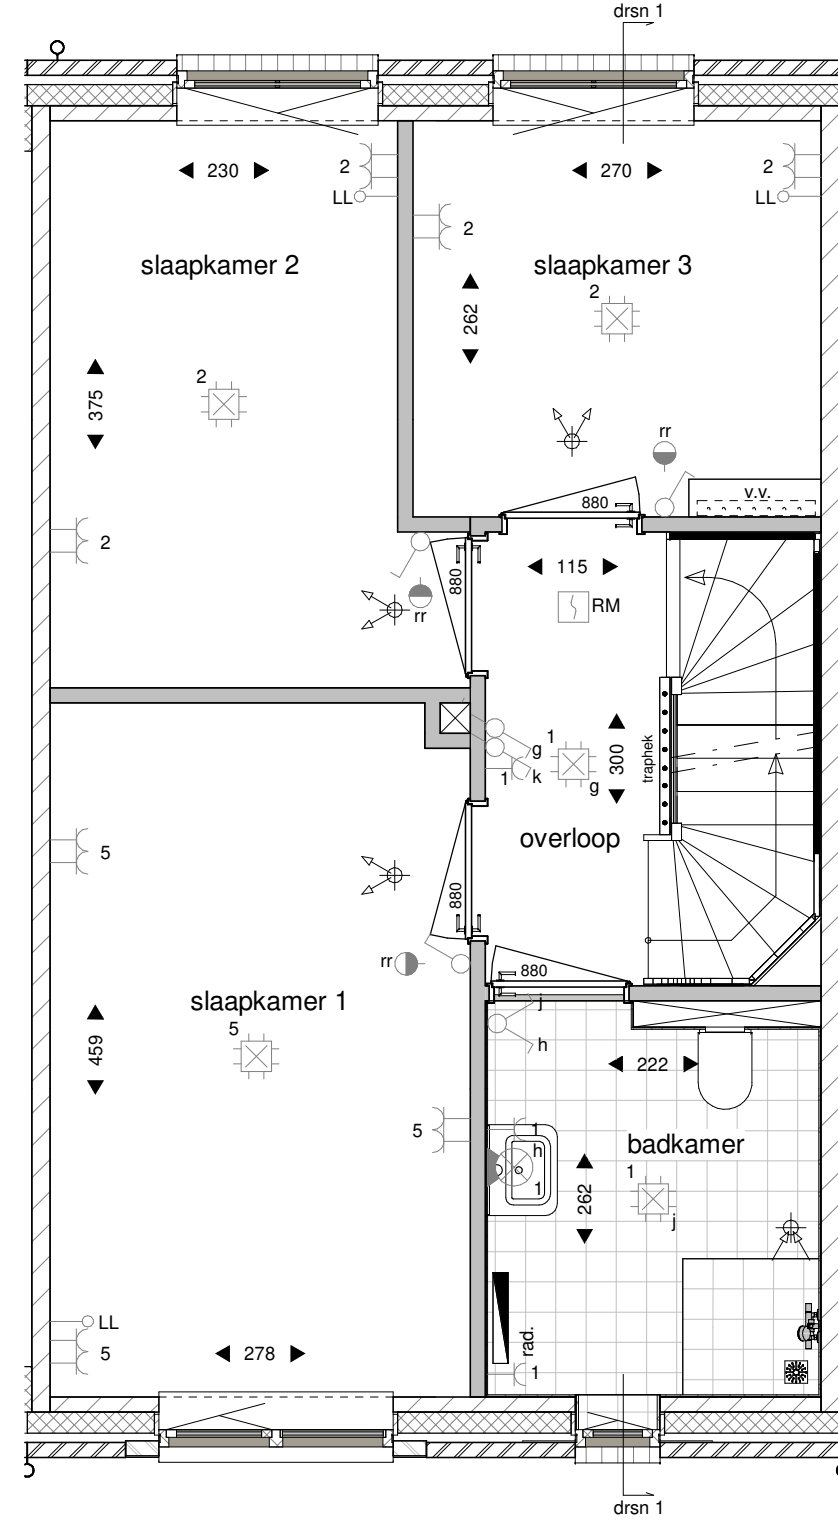 drsn 1
230
2
LL
270
2
LL
2
slaapkamer 2
slaapkamer 3
2
262
2
375
rr
v.v.
880
2
880
115
RM
rr
g
1
k
1
g
300
traphek
overloop
5
880
rr
880
slaapkamer 1
5
j
h
459
222
5
1
h
1
badkamer
1
262
j
LL
5
278
rad.
1
drsn 1